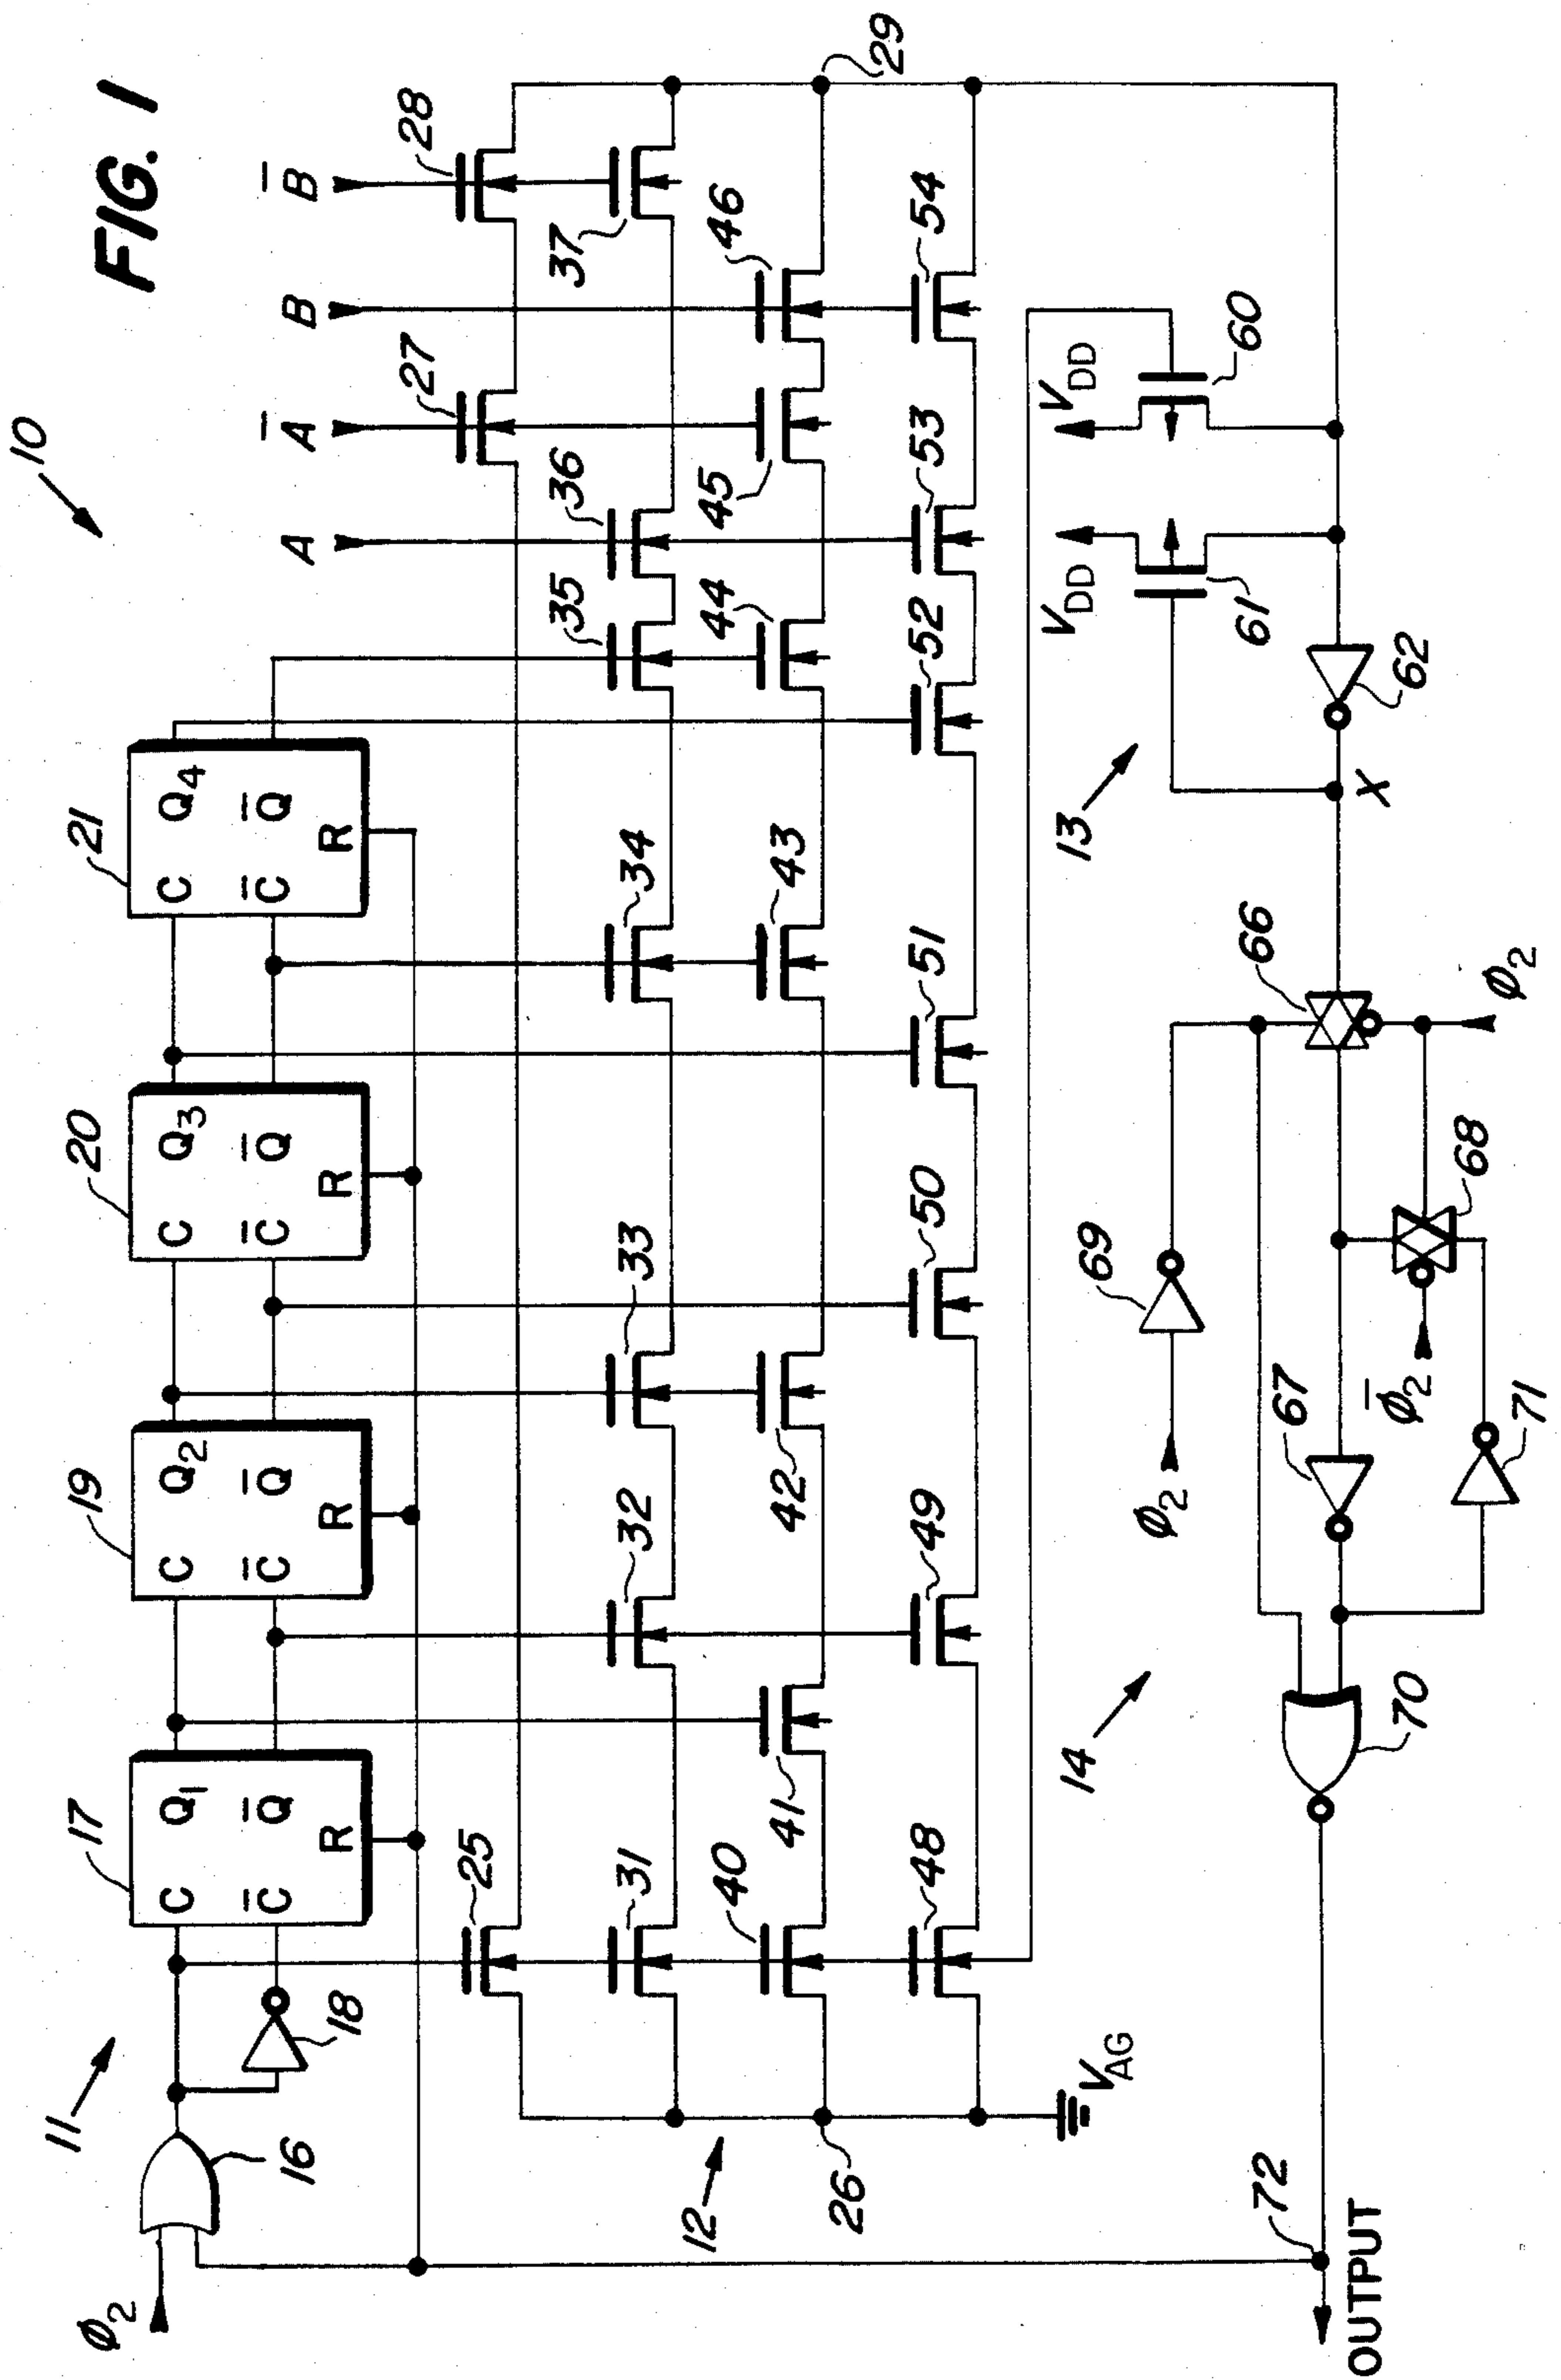 FIG. 1
10
11
ϕ2
16
18
17
C Q1
C̅ Q̅
R
19
C Q2
C̅ Q̅
R
20
C Q3
C̅ Q̅
R
21
C Q4
C̅ Q̅
R
A
A̅
B
B̅
25
27
28
31
32
33
34
35
36
37
40
41
42
43
44
45
46
48
49
50
51
52
53
54
12
26
29
VAG
14
13
ϕ2
69
66
VDD
VDD
61
60
62
X
ϕ2
68
ϕ̅2
67
71
70
72
OUTPUT